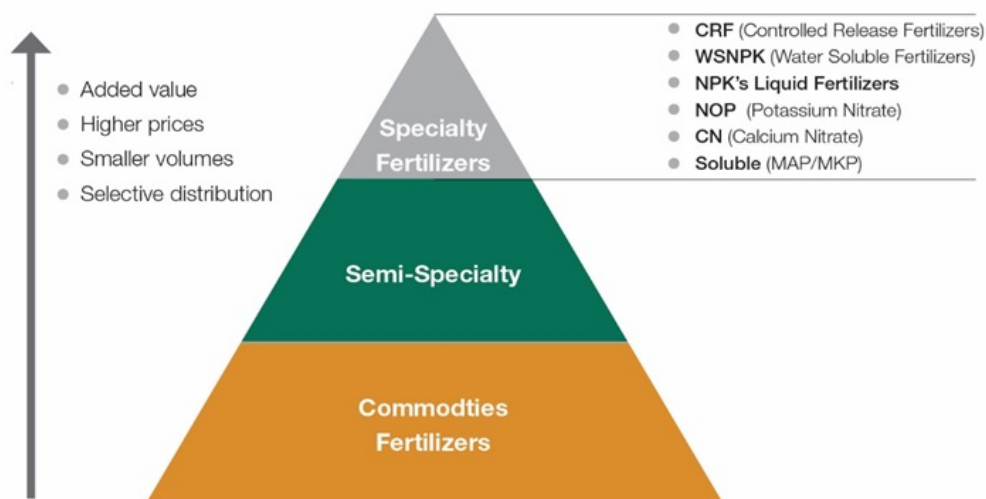 Added value
Higher prices
Smaller volumes
Selective distribution
Specialty
Fertilizers
Semi-Specialty
Commodties
Fertilizers
CRF (Controlled Release Fertilizers)
WSNPK (Water Soluble Fertilizers)
NPK's Liquid Fertilizers
NOP (Potassium Nitrate)
CN (Calcium Nitrate)
Soluble (MAP/MKP)